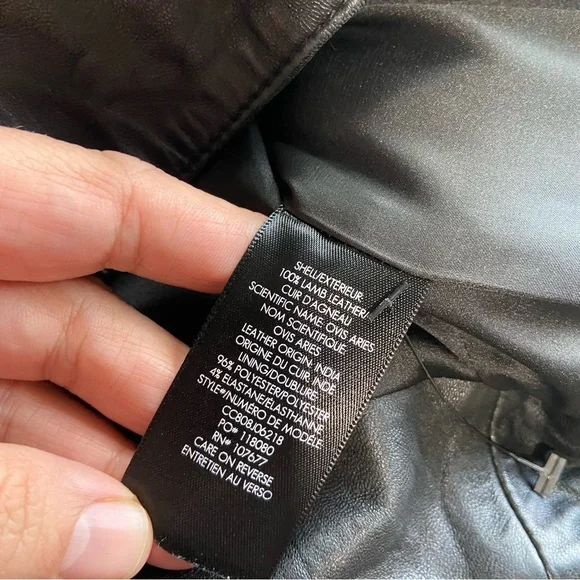 SHELL/EXTERIEUR:
100% LAMB LEATHER/
CUIR D'AGNEAU
SCIENTIFIC NAME: OVIS ARIES
NOM SCIENTIFIQUE
OVIS ARIES
LEATHER ORIGIN: INDIA
ORIGINE DU CUIR: INDE
LINING/DOUBLURE
96% POLYESTER/POLYESTER
4% ELASTANE/ELASTHANNE
STYLE#/NUMÉRO DE MODÈLE
CC808J06218
PO# 118080
RN# 107677
CARE ON REVERSE
ENTRETIEN AU VERSO